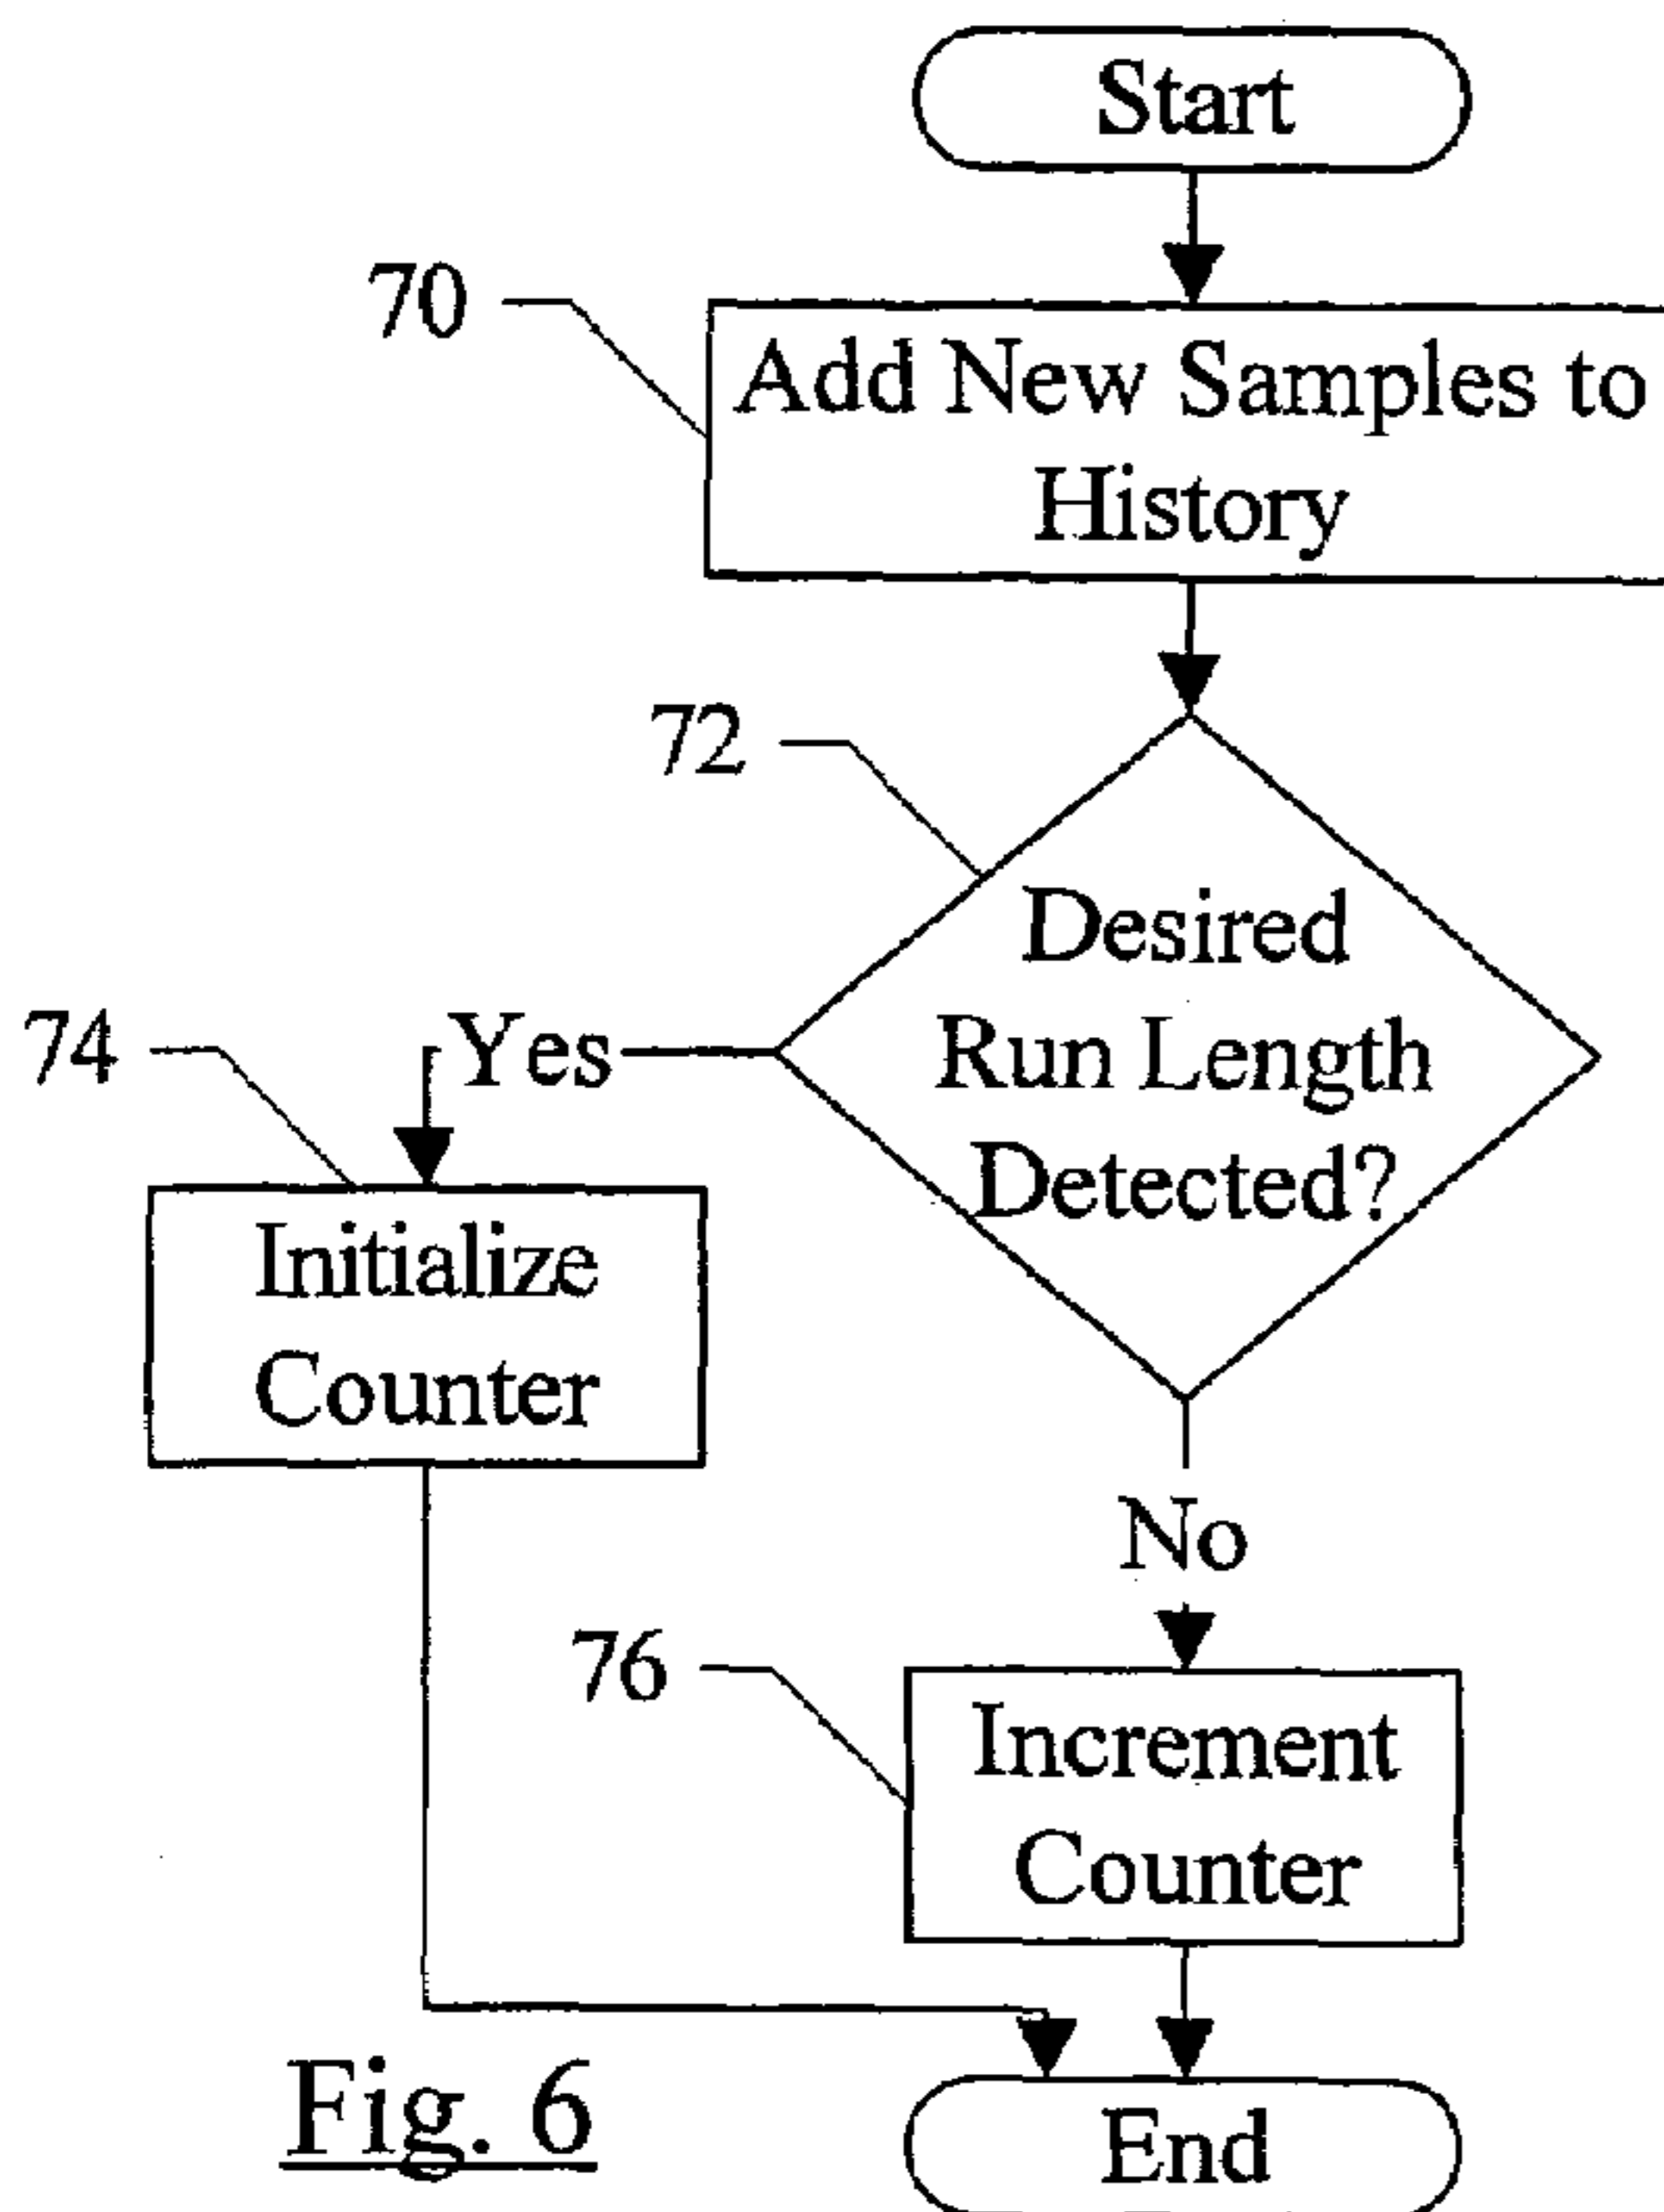 Start
70
Add New Samples to
History
72
Desired
Run Length
Detected?
74
Yes
Initialize
Counter
No
76
Increment
Counter
End
Fig. 6